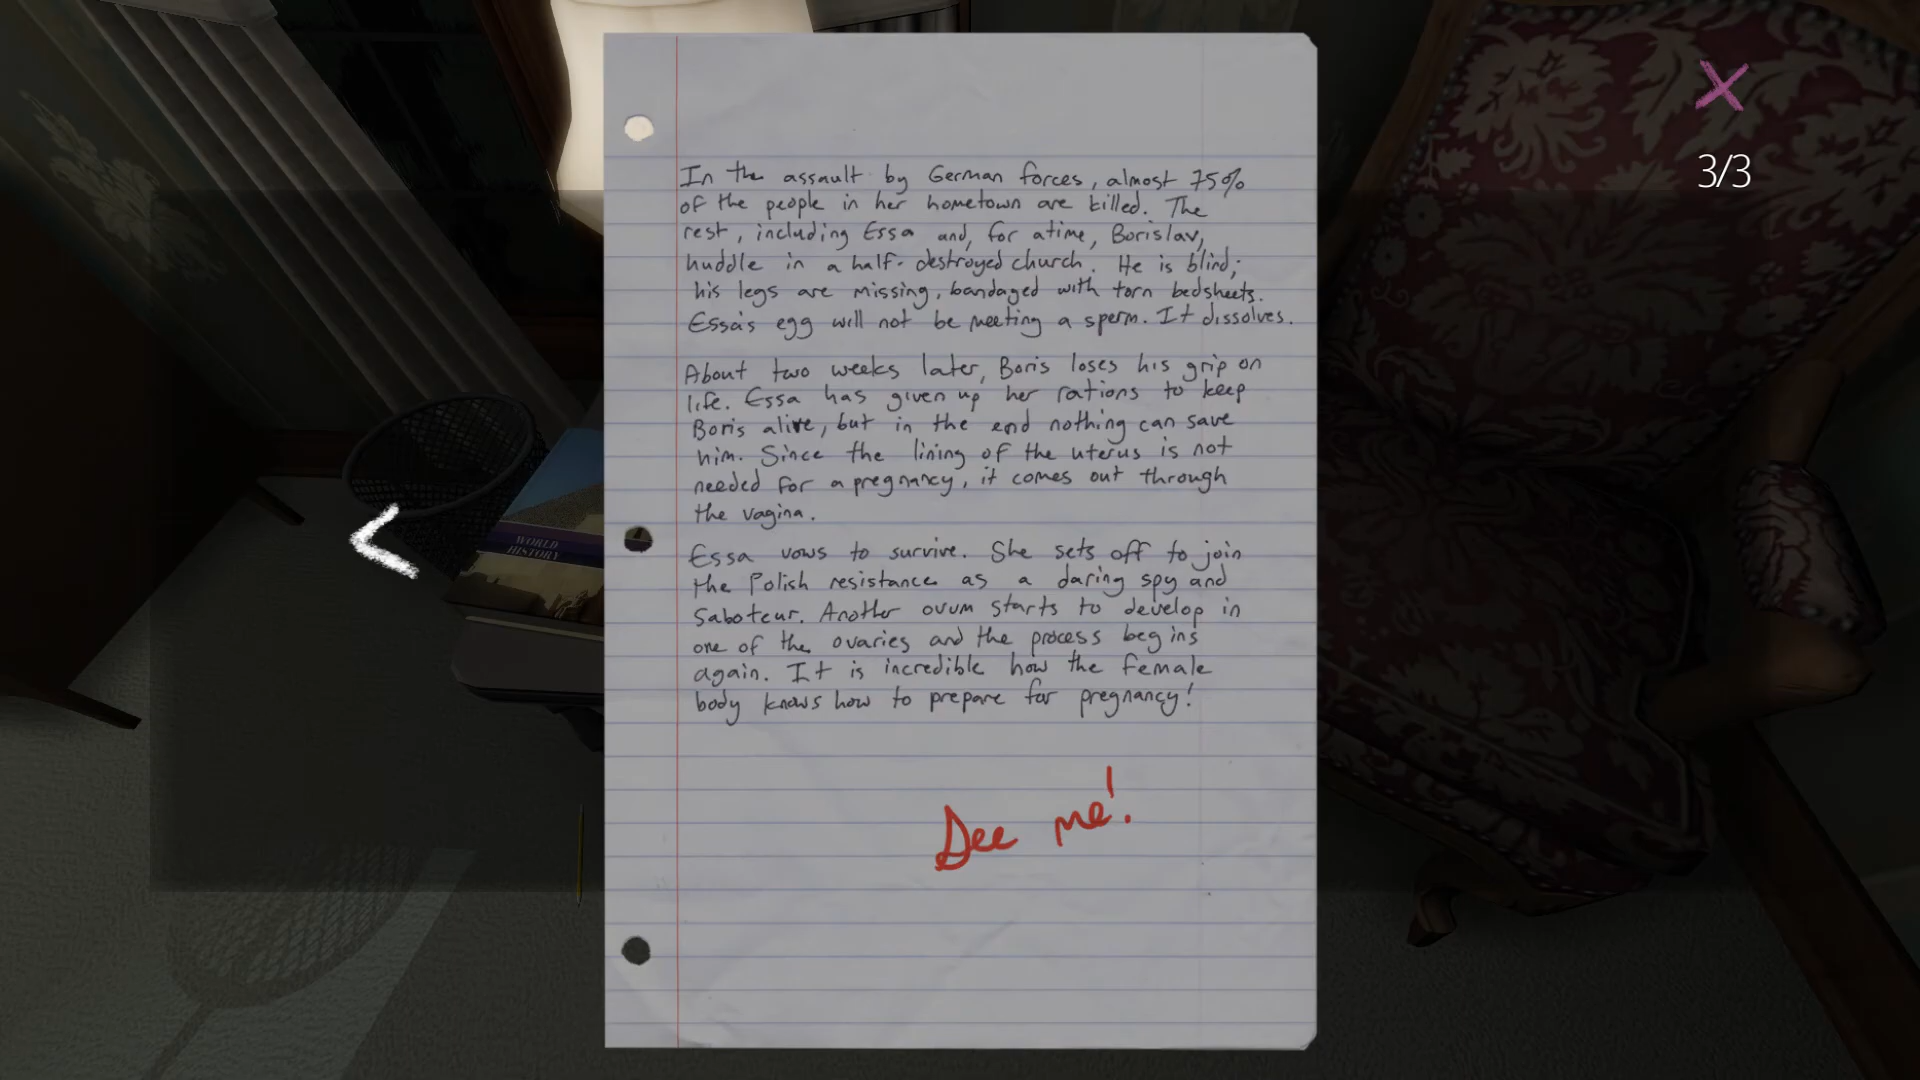 In the assault by German forces, almost 75%
of the people in her hometown are killed. The
rest, including Essa and, for atime, Borislav,
huddle in a half-destroyed church. He is blind;
his legs are missing, bandaged with torn bedsheets.
Essa's egg will not be meeting a sperm. It dissolves.
About two weeks later, Boris loses his grip on
life. Essa has given up her rations to keep
Boris alive, but in the end nothing can save
him. Since the lining of the uterus is not
needed for a pregnancy, it comes out through
the vagina.
Essa vows to survive. She sets off to join
the Polish resistance as a daring spy and
Saboteur. Another ovum starts to develop in
one of the ovaries and the process begins
again. It is incredible how the female
body knows how to prepare for pregnancy!
See me!
3/3
WORLD
HISTORY